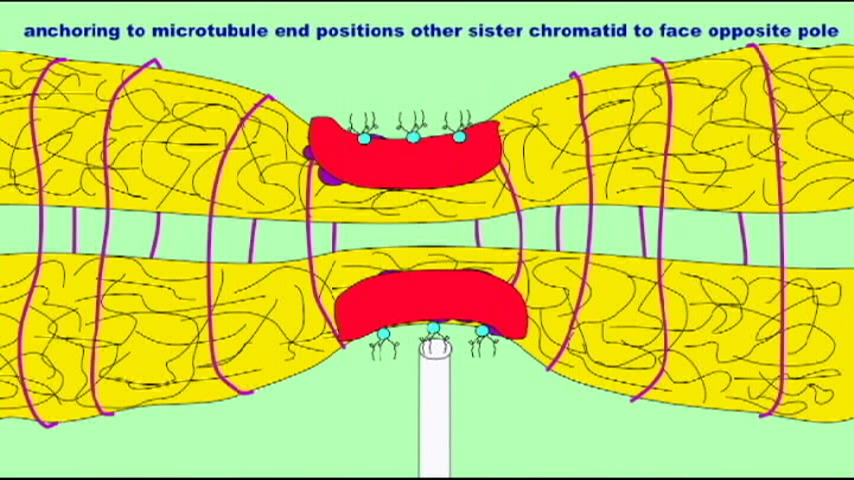 anchoring to microtubule end positions other sister chromatid to face opposite pole